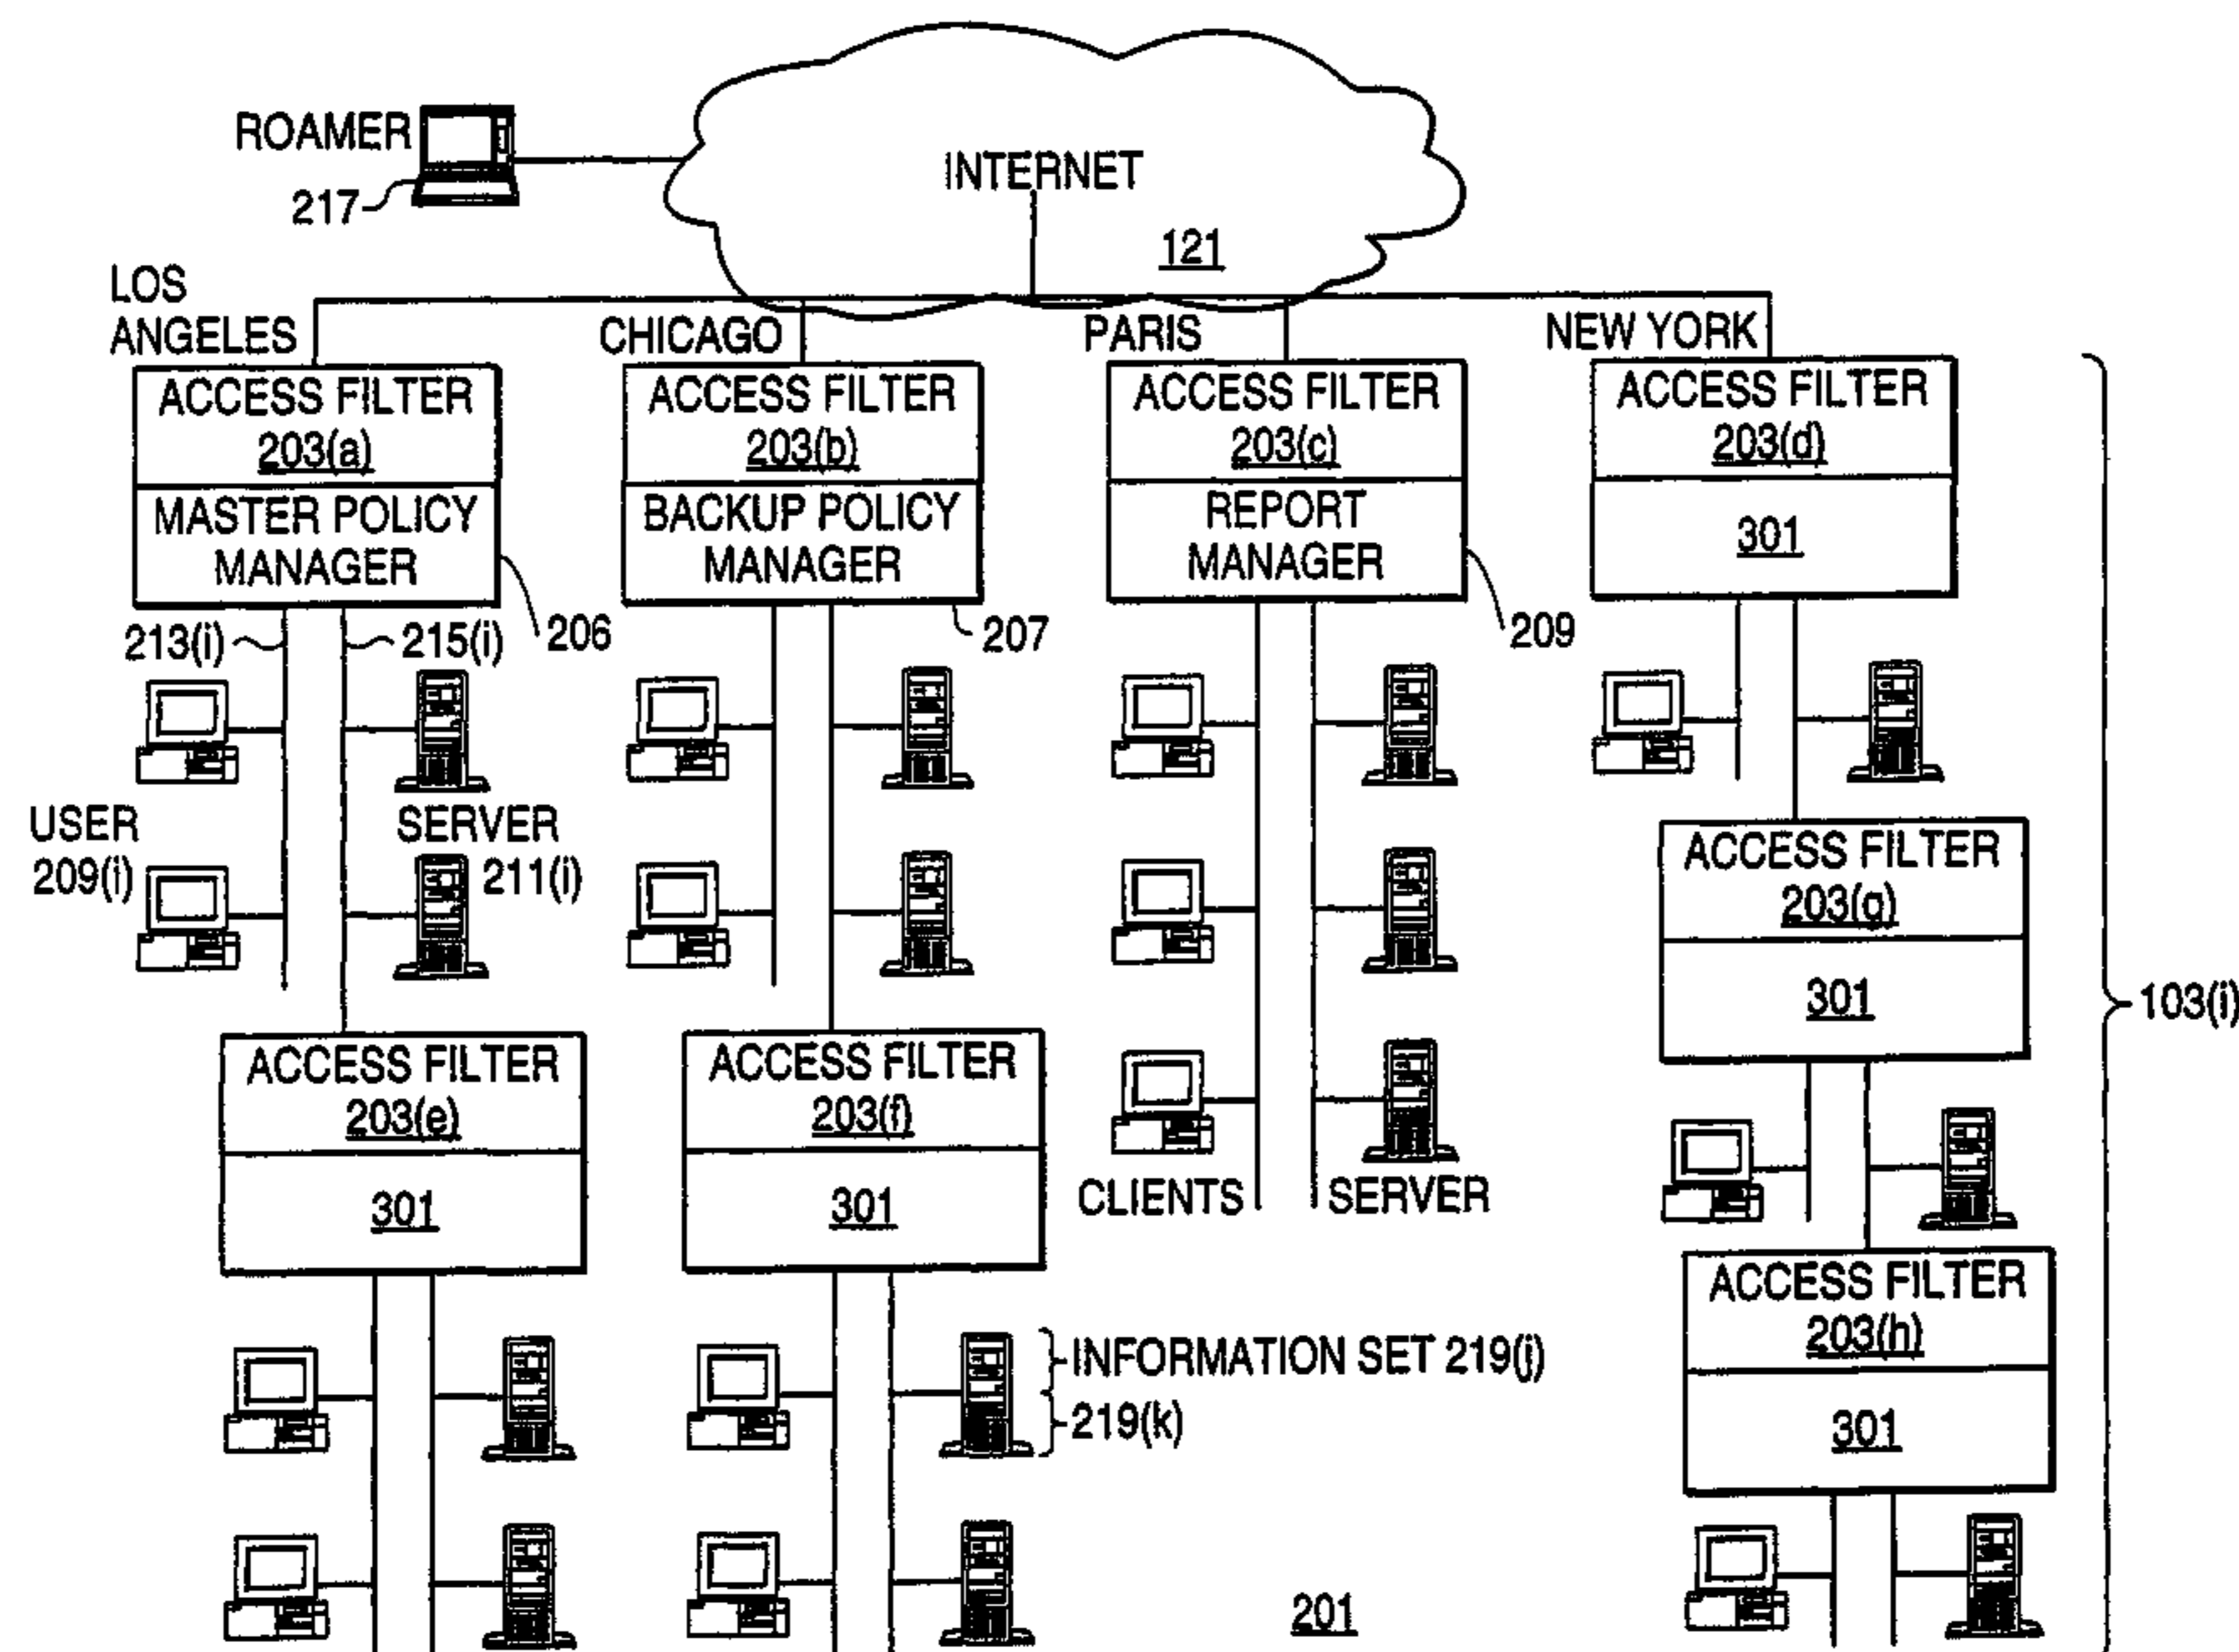 ROAMER
217
INTERNET
121
LOS
ANGELES
CHICAGO
PARIS
NEW YORK
ACCESS FILTER
203(a)
MASTER POLICY
MANAGER
206
ACCESS FILTER
203(b)
BACKUP POLICY
MANAGER
207
ACCESS FILTER
203(c)
REPORT
MANAGER
209
ACCESS FILTER
203(d)
301
213(i)
215(i)
USER
209(i)
SERVER
211(i)
ACCESS FILTER
203(g)
301
103(i)
ACCESS FILTER
203(e)
301
ACCESS FILTER
203(f)
301
CLIENTS
SERVER
ACCESS FILTER
203(h)
301
INFORMATION SET 219(j)
219(k)
201